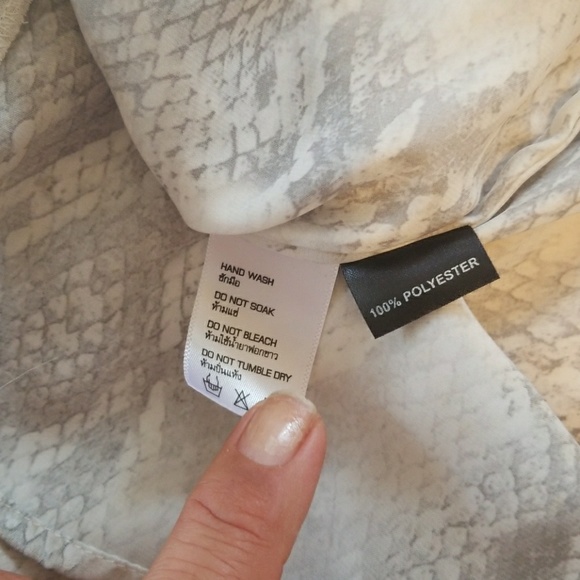 HAND WASH
ซักมือ
DO NOT SOAK
ห้ามแช่
DO NOT BLEACH
ห้ามใช้น้ำยาฟอกขาว
DO NOT TUMBLE DRY
ห้ามปั่นแห้ง
100% POLYESTER